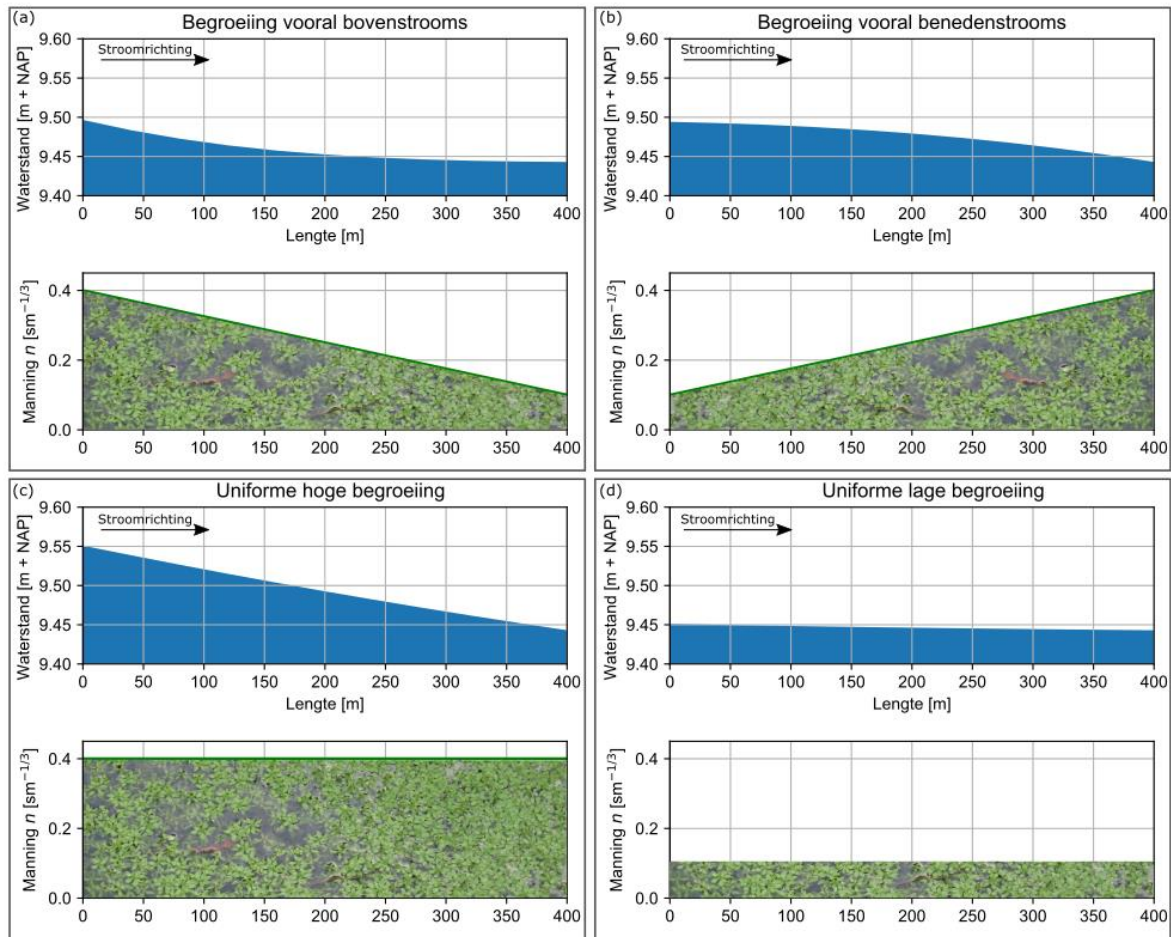 (a)
Begroeiing vooral bovenstrooms
Waterstand [m + NAP]
9.60
9.55
9.50
9.45
9.40
Stroomrichting
0 50 100 150 200 250 300 350 400
Lengte [m]
Manning n [sm⁻¹/³]
0.4
0.2
0.0
0 50 100 150 200 250 300 350 400
(b)
Begroeiing vooral benedenstrooms
Waterstand [m + NAP]
9.60
9.55
9.50
9.45
9.40
Stroomrichting
0 50 100 150 200 250 300 350 400
Lengte [m]
Manning n [sm⁻¹/³]
0.4
0.2
0.0
0 50 100 150 200 250 300 350 400
(c)
Uniforme hoge begroeiing
Waterstand [m + NAP]
9.60
9.55
9.50
9.45
9.40
Stroomrichting
0 50 100 150 200 250 300 350 400
Lengte [m]
Manning n [sm⁻¹/³]
0.4
0.2
0.0
0 50 100 150 200 250 300 350 400
(d)
Uniforme lage begroeiing
Waterstand [m + NAP]
9.60
9.55
9.50
9.45
9.40
Stroomrichting
0 50 100 150 200 250 300 350 400
Lengte [m]
Manning n [sm⁻¹/³]
0.4
0.2
0.0
0 50 100 150 200 250 300 350 400